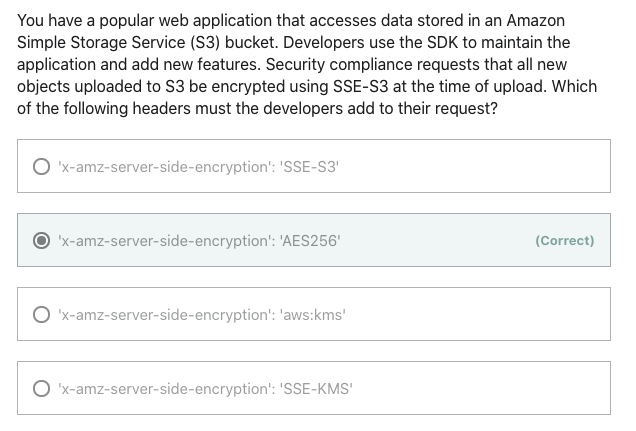 You have a popular web application that accesses data stored in an Amazon
Simple Storage Service (S3) bucket. Developers use the SDK to maintain the
application and add new features. Security compliance requests that all new
objects uploaded to S3 be encrypted using SSE-S3 at the time of upload. Which
of the following headers must the developers add to their request?
'x-amz-server-side-encryption': 'SSE-S3'
'x-amz-server-side-encryption': 'AES256' (Correct)
'x-amz-server-side-encryption': 'aws:kms'
'x-amz-server-side-encryption': 'SSE-KMS'